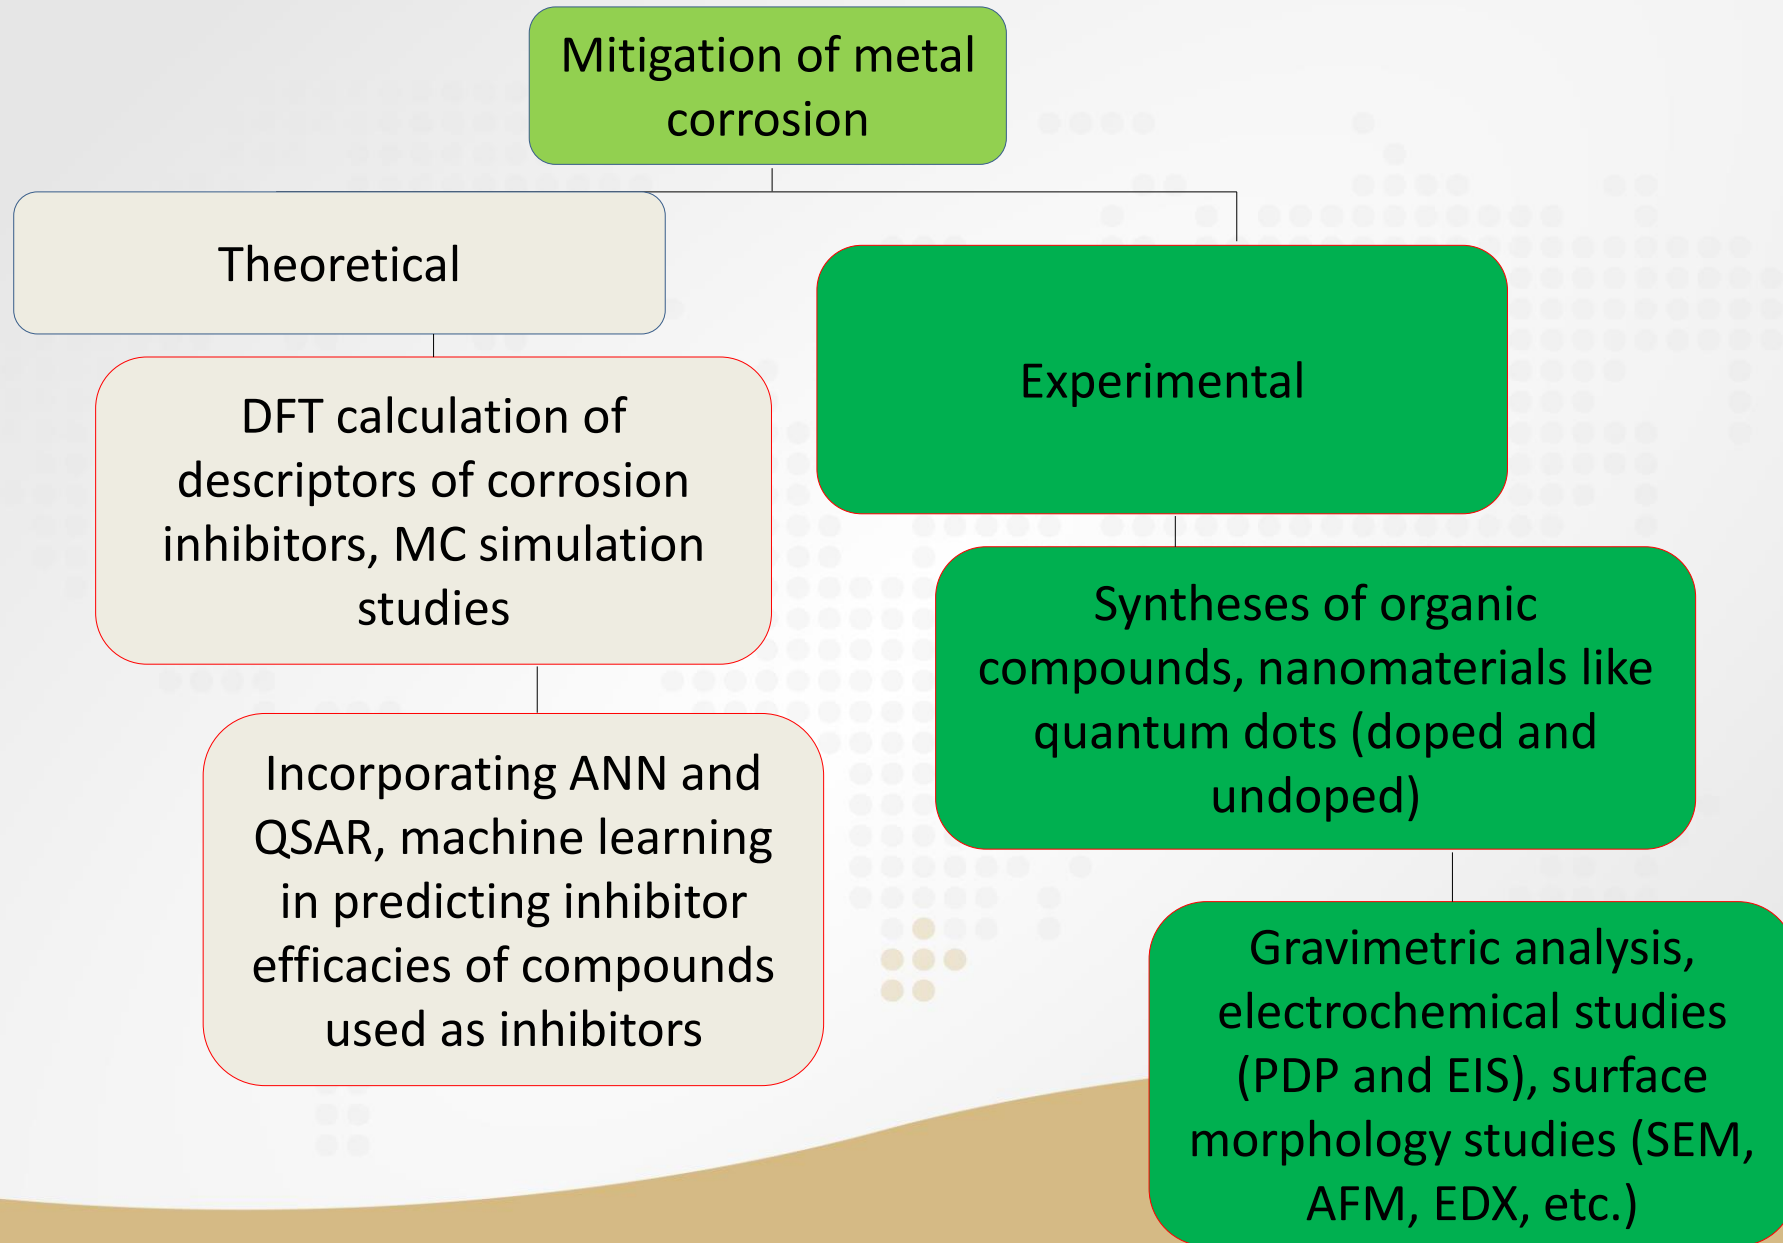 Mitigation of metal
corrosion
Theoretical
DFT calculation of
descriptors of corrosion
inhibitors, MC simulation
studies
Incorporating ANN and
QSAR, machine learning
in predicting inhibitor
efficacies of compounds
used as inhibitors
Experimental
Syntheses of organic
compounds, nanomaterials like
quantum dots (doped and
undoped)
Gravimetric analysis,
electrochemical studies
(PDP and EIS), surface
morphology studies (SEM,
AFM, EDX, etc.)